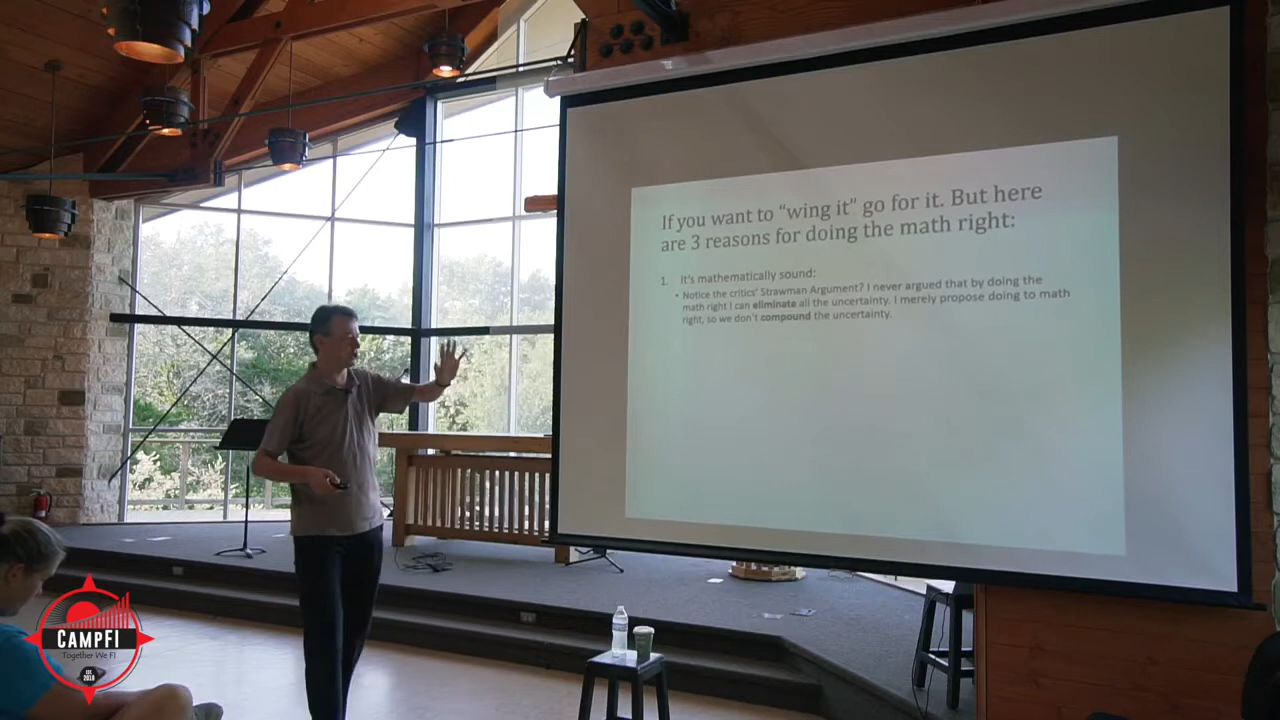 If you want to “wing it” go for it. But here
are 3 reasons for doing the math right:
1. It's mathematically sound:
• Notice the critics' Strawman Argument? I never argued that by doing the
math right I can eliminate all the uncertainty. I merely propose doing to math
right, so we don't compound the uncertainty.
CAMPFI
Together We FI
EST.
2018